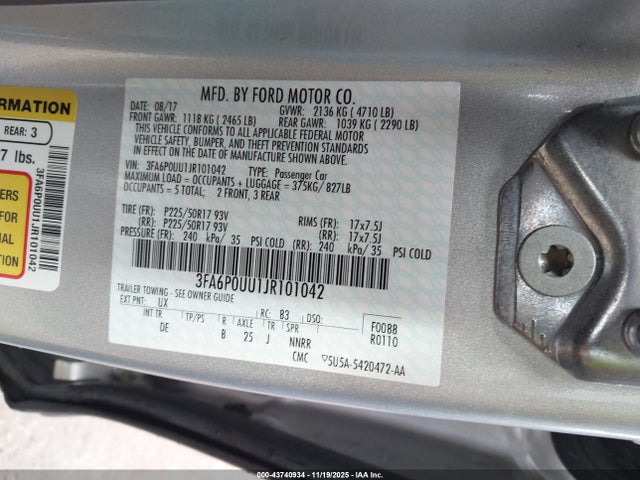 ORMATION
REAR: 3
7 lbs.
3FA6P0UU1JR101042
ERS
FOR
NAL
ATION
MFD. BY FORD MOTOR CO.
DATE: 08/17 GVWR: 2136 KG ( 4710 LB)
FRONT GAWR: 1118 KG ( 2465 LB) REAR GAWR: 1039 KG ( 2290 LB)
THIS VEHICLE CONFORMS TO ALL APPLICABLE FEDERAL MOTOR
VEHICLE SAFETY, BUMPER, AND THEFT PREVENTION STANDARDS
IN EFFECT ON THE DATE OF MANUFACTURE SHOWN ABOVE.
VIN: 3FA6P0UU1JR101042 TYPE: Passenger Car
MAXIMUM LOAD = OCCUPANTS + LUGGAGE = 375KG/ 827LB
OCCUPANTS = 5 TOTAL: 2 FRONT, 3 REAR
TIRE (FR): P225/50R17 93V RIMS (FR): 17x7.5J
(RR): P225/50R17 93V (RR): 17x7.5J
PRESSURE (FR): 240 kPa/ 35 PSI COLD (RR): 240 kPa/ 35 PSI COLD
3FA6P0UU1JR101042
TRAILER TOWING - SEE OWNER GUIDE
EXT PNT: UX RC: B3 DSO: F0088
INT TR TP/PS R AXLE TR SPR R0110
DE B 25 J NNRR
CMC ▽5U5A-5420472-AA
000-43740934 - 11/19/2025 - IAA Inc.